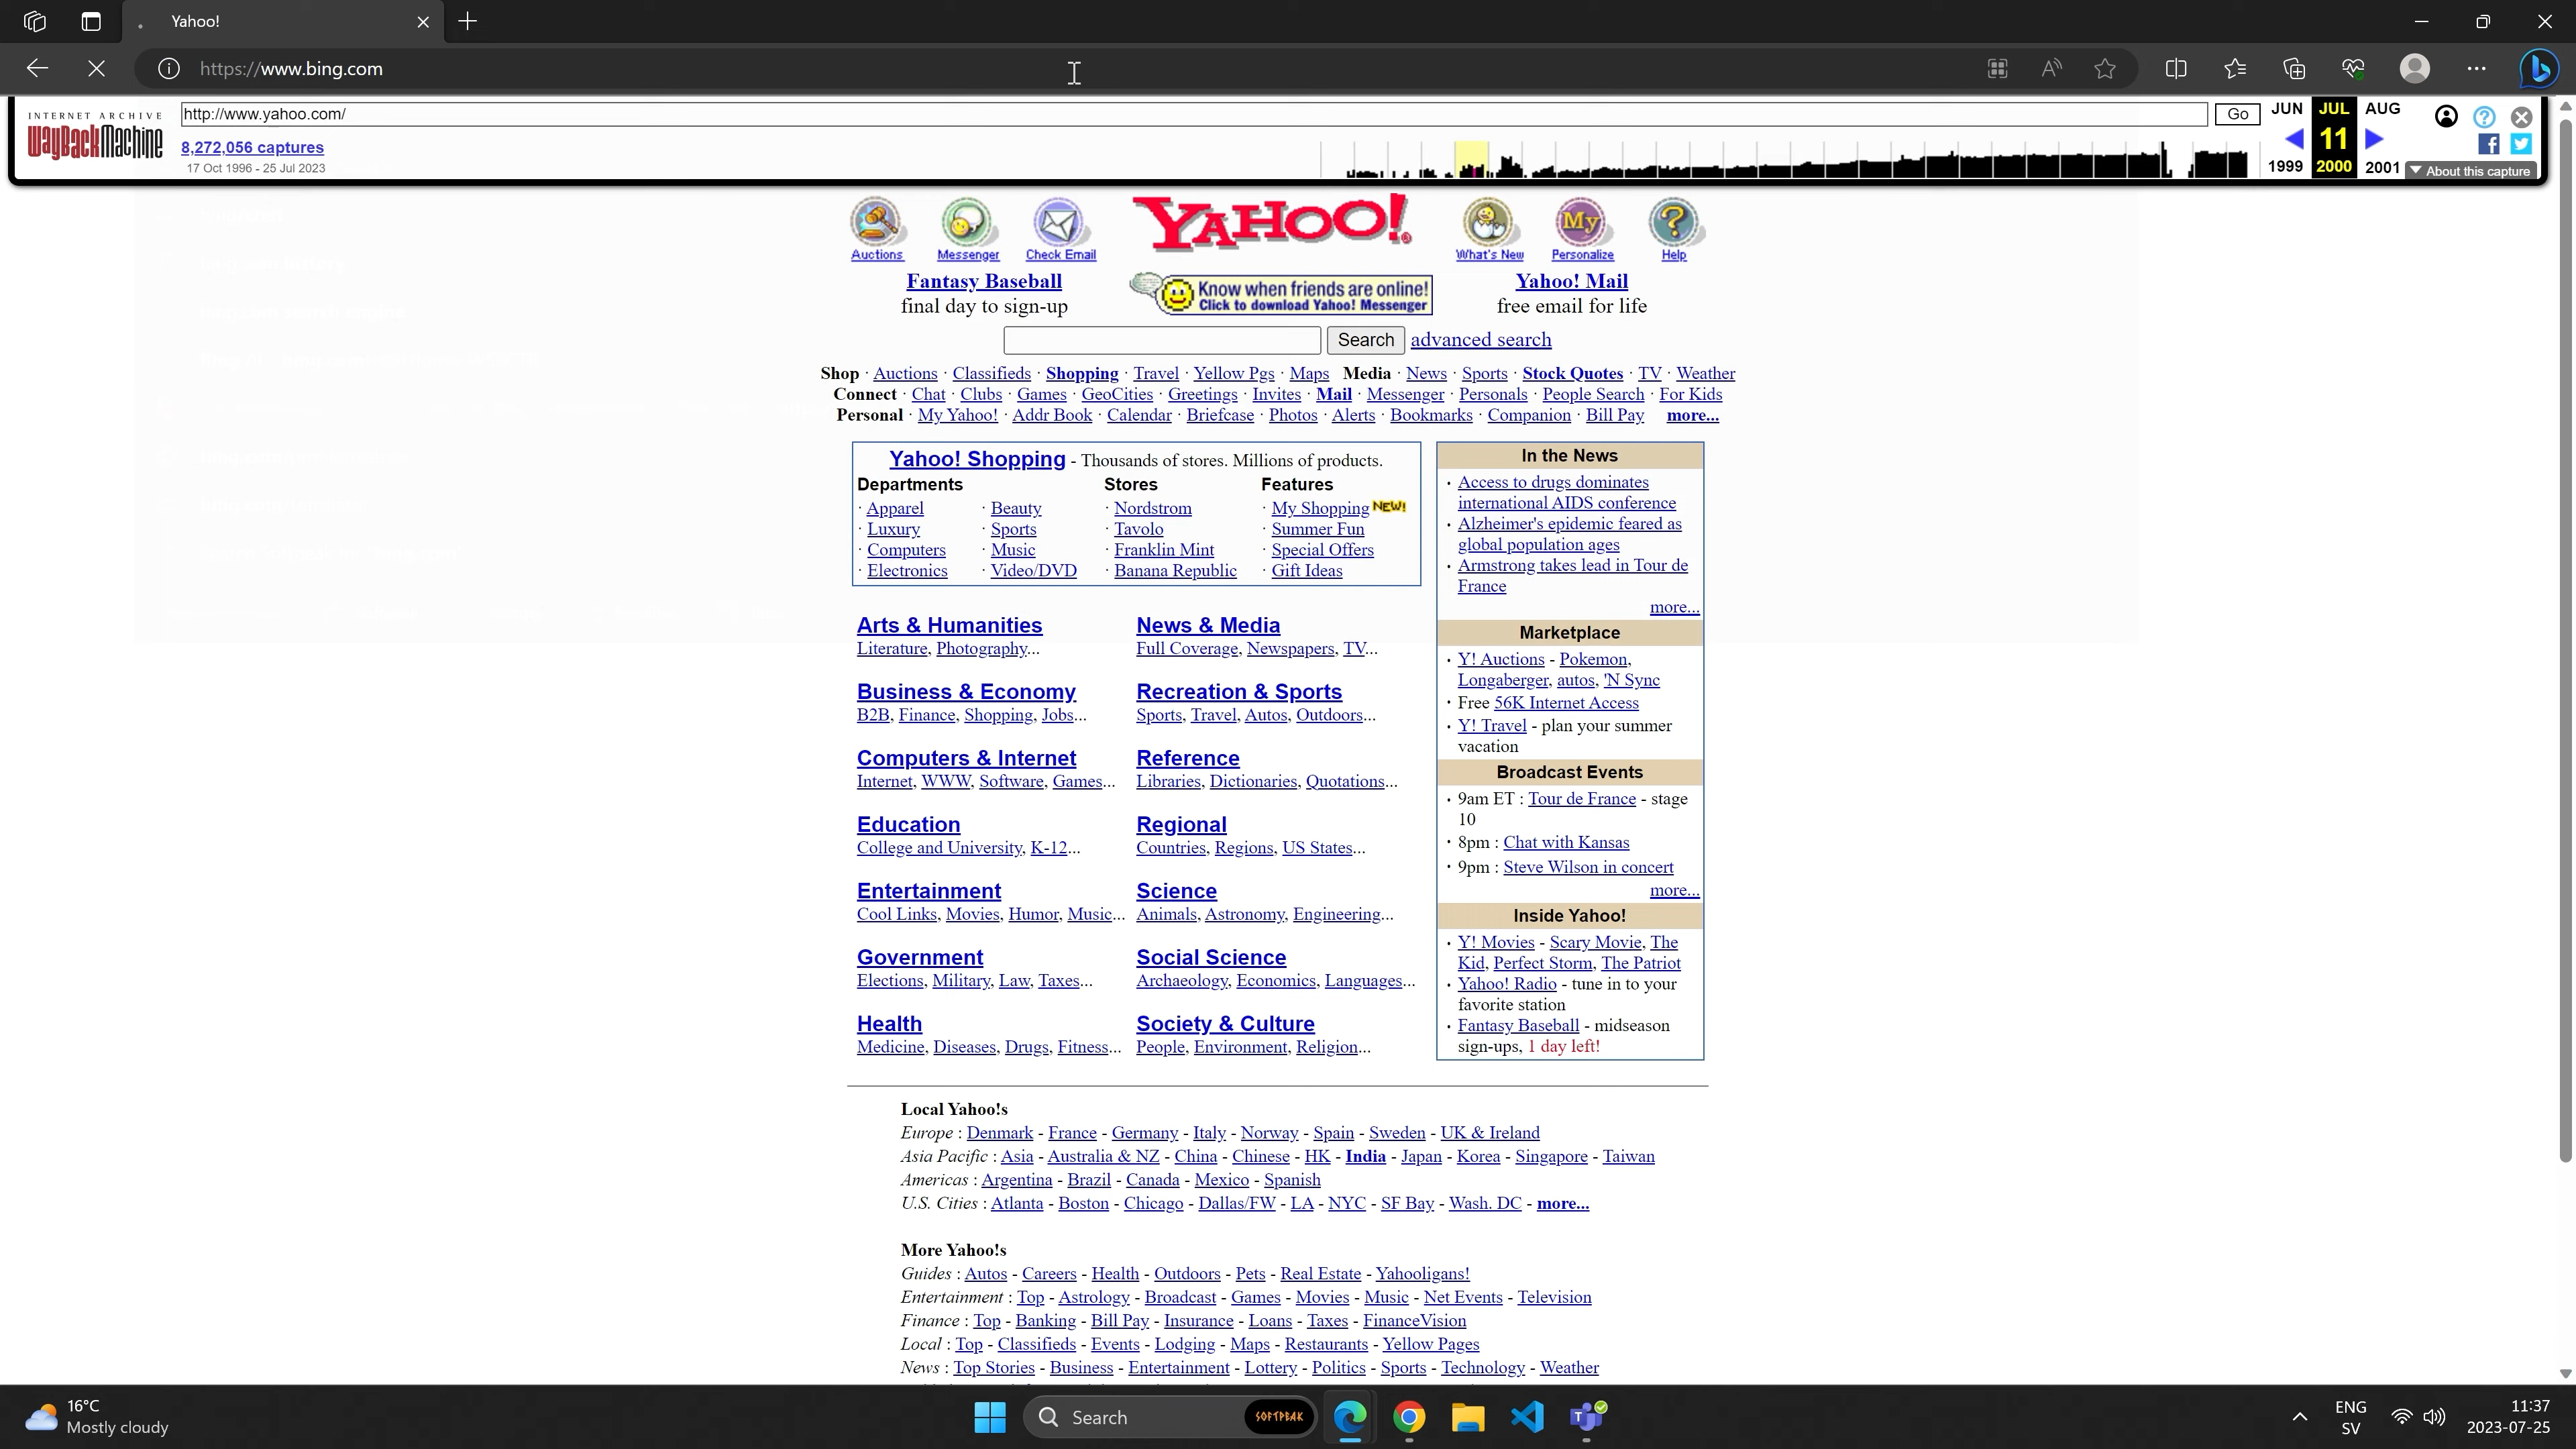 Yahoo!
https://www.bing.com
INTERNET ARCHIVE
WayBackMachine
http://www.yahoo.com/
Go
JUN JUL AUG
8,272,056 captures
11
17 Oct 1996 - 25 Jul 2023
1999 2000 2001
About this capture
Auctions Messenger Check Email YAHOO! What's New My Personalize Help
Fantasy Baseball
final day to sign-up
Know when friends are online!
Click to download Yahoo! Messenger
Yahoo! Mail
free email for life
Search advanced search
Shop · Auctions · Classifieds · Shopping · Travel · Yellow Pgs · Maps Media · News · Sports · Stock Quotes · TV · Weather
Connect · Chat · Clubs · Games · GeoCities · Greetings · Invites · Mail · Messenger · Personals · People Search · For Kids
Personal · My Yahoo! · Addr Book · Calendar · Briefcase · Photos · Alerts · Bookmarks · Companion · Bill Pay more...
Yahoo! Shopping - Thousands of stores. Millions of products.
Departments Stores Features
· Apparel · Beauty · Nordstrom · My Shopping NEW!
· Luxury · Sports · Tavolo · Summer Fun
· Computers · Music · Franklin Mint · Special Offers
· Electronics · Video/DVD · Banana Republic · Gift Ideas
Arts & Humanities
Literature, Photography...
News & Media
Full Coverage, Newspapers, TV...
Business & Economy
B2B, Finance, Shopping, Jobs...
Recreation & Sports
Sports, Travel, Autos, Outdoors...
Computers & Internet
Internet, WWW, Software, Games...
Reference
Libraries, Dictionaries, Quotations...
Education
College and University, K-12...
Regional
Countries, Regions, US States...
Entertainment
Cool Links, Movies, Humor, Music...
Science
Animals, Astronomy, Engineering...
Government
Elections, Military, Law, Taxes...
Social Science
Archaeology, Economics, Languages...
Health
Medicine, Diseases, Drugs, Fitness...
Society & Culture
People, Environment, Religion...
In the News
· Access to drugs dominates
international AIDS conference
· Alzheimer's epidemic feared as
global population ages
· Armstrong takes lead in Tour de
France
more...
Marketplace
· Y! Auctions - Pokemon,
Longaberger, autos, 'N Sync
· Free 56K Internet Access
· Y! Travel - plan your summer
vacation
Broadcast Events
· 9am ET : Tour de France - stage
10
· 8pm : Chat with Kansas
· 9pm : Steve Wilson in concert
more...
Inside Yahoo!
· Y! Movies - Scary Movie, The
Kid, Perfect Storm, The Patriot
· Yahoo! Radio - tune in to your
favorite station
· Fantasy Baseball - midseason
sign-ups, 1 day left!
Local Yahoo!s
Europe : Denmark - France - Germany - Italy - Norway - Spain - Sweden - UK & Ireland
Asia Pacific : Asia - Australia & NZ - China - Chinese - HK - India - Japan - Korea - Singapore - Taiwan
Americas : Argentina - Brazil - Canada - Mexico - Spanish
U.S. Cities : Atlanta - Boston - Chicago - Dallas/FW - LA - NYC - SF Bay - Wash. DC - more...
More Yahoo!s
Guides : Autos - Careers - Health - Outdoors - Pets - Real Estate - Yahooligans!
Entertainment : Top - Astrology - Broadcast - Games - Movies - Music - Net Events - Television
Finance : Top - Banking - Bill Pay - Insurance - Loans - Taxes - FinanceVision
Local : Top - Classifieds - Events - Lodging - Maps - Restaurants - Yellow Pages
News : Top Stories - Business - Entertainment - Lottery - Politics - Sports - Technology - Weather
16°C
Mostly cloudy
Search
SOFTPEAK
ENG
SV
11:37
2023-07-25